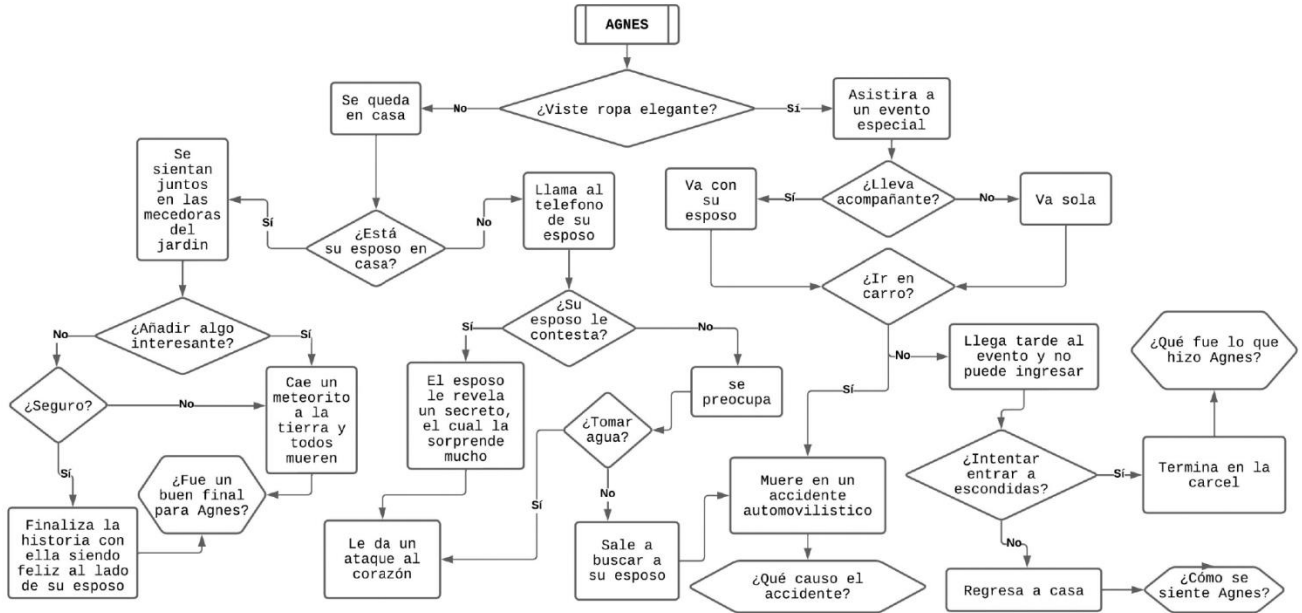 AGNES
¿Viste ropa elegante?
No
Sí
Se queda
en casa
Asistira a
un evento
especial
Se
sientan
juntos
en las
mecedoras
del
jardin
Sí
¿Está
su esposo en
casa?
No
Llama al
telefono
de su
esposo
Va con
su
esposo
Sí
¿Lleva
acompañante?
No
Va sola
¿Ir en
carro?
¿Añadir algo
interesante?
No
Sí
¿Su
esposo le
contesta?
Sí
No
Sí
No
Llega tarde al
evento y no
puede ingresar
¿Qué fue lo que
hizo Agnes?
¿Seguro?
No
Cae un
meteorito
a la
tierra y
todos
mueren
El esposo
le revela
un secreto,
el cual la
sorprende
mucho
se
preocupa
¿Tomar
agua?
Sí
No
Sí
¿Fue un
buen final
para Agnes?
Finaliza la
historia con
ella siendo
feliz al lado
de su esposo
Le da un
ataque al
corazón
Sale a
buscar a
su esposo
Muere en un
accidente
automovilistico
¿Qué causo el
accidente?
¿Intentar
entrar a
escondidas?
Sí
Termina en la
carcel
No
Regresa a casa
¿Cómo se
siente Agnes?